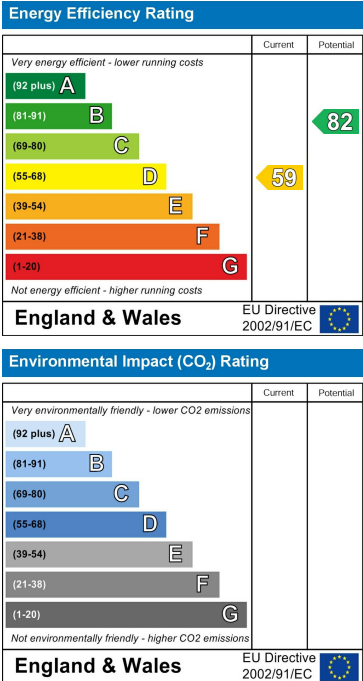 Energy Efficiency Rating
Current Potential
Very energy efficient - lower running costs
(92 plus) A
(81-91) B
82
(69-80) C
(55-68) D
59
(39-54) E
(21-38) F
(1-20) G
Not energy efficient - higher running costs
England & Wales
EU Directive
2002/91/EC
Environmental Impact (CO₂) Rating
Current Potential
Very environmentally friendly - lower CO2 emissions
(92 plus) A
(81-91) B
(69-80) C
(55-68) D
(39-54) E
(21-38) F
(1-20) G
Not environmentally friendly - higher CO2 emissions
England & Wales
EU Directive
2002/91/EC